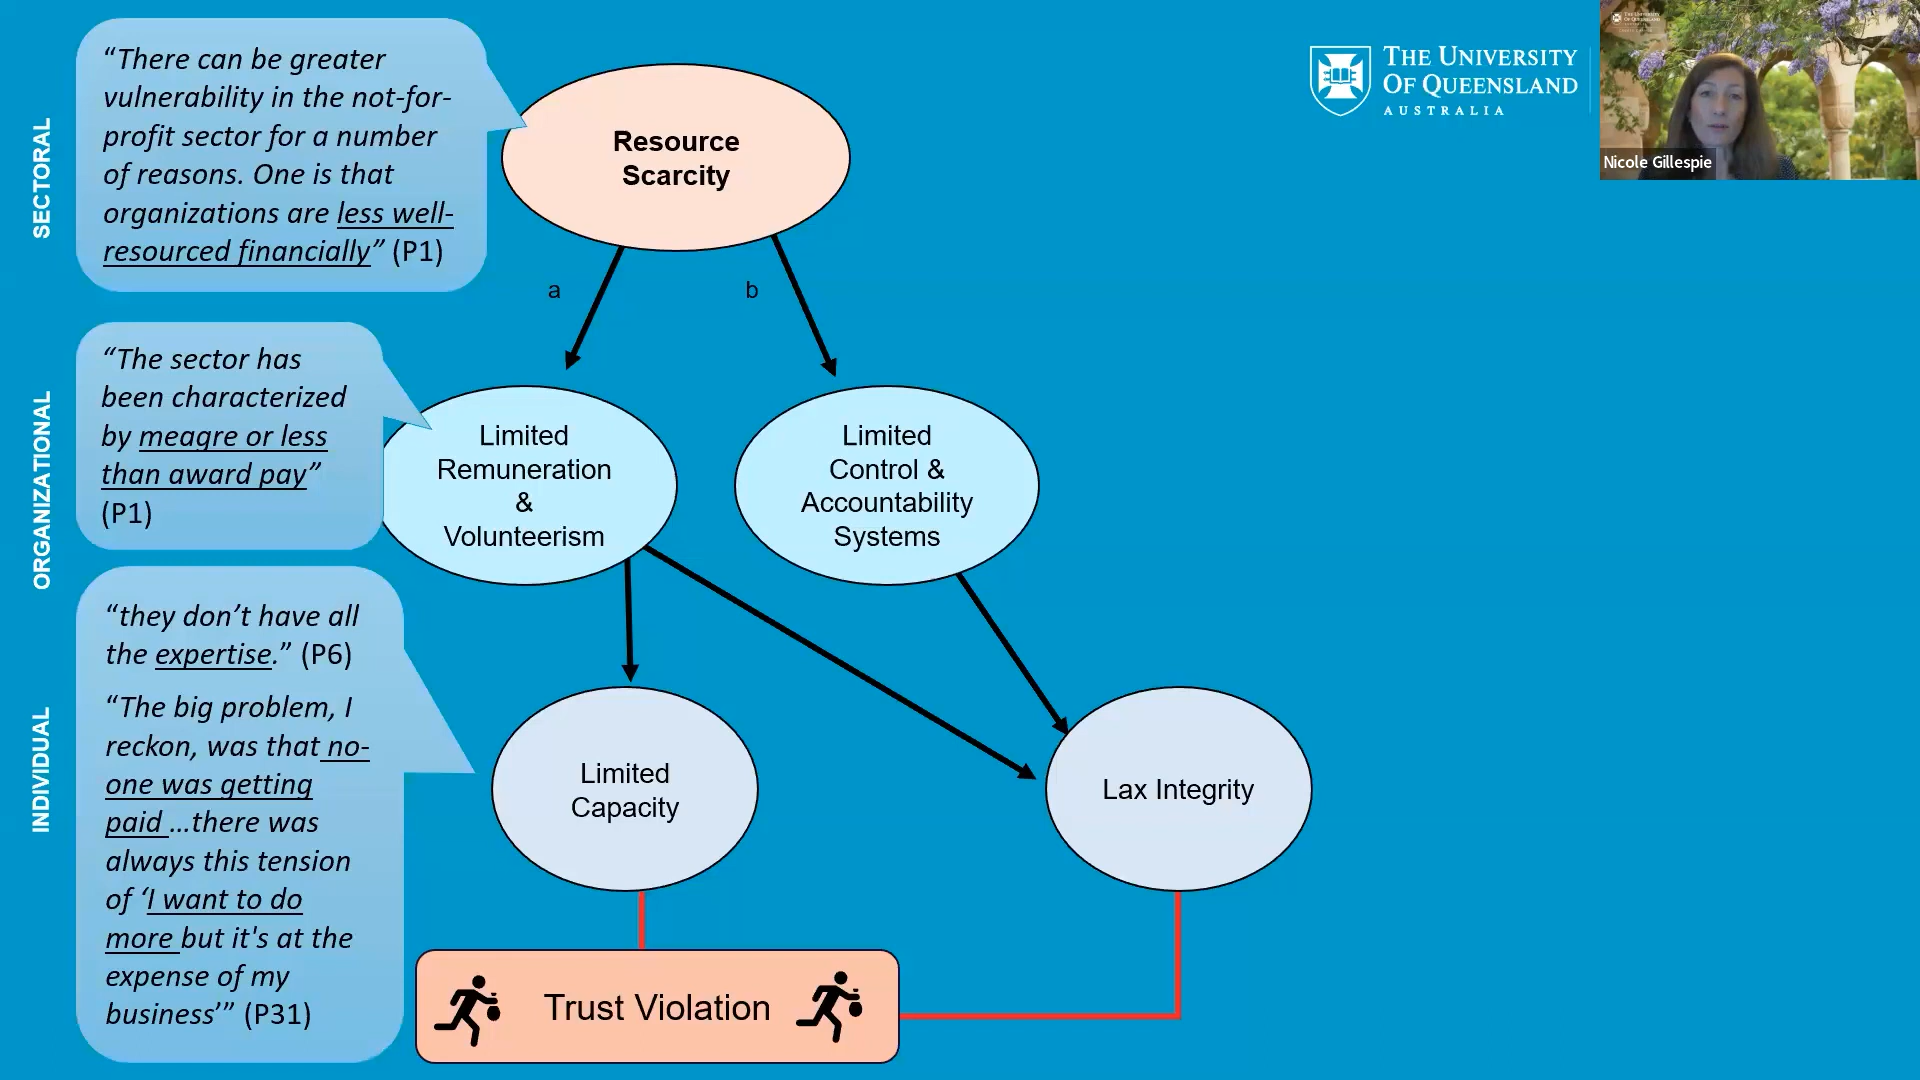 SECTORAL
“There can be greater
vulnerability in the not-for-
profit sector for a number
of reasons. One is that
organizations are less well-
resourced financially” (P1)
Resource
Scarcity
THE UNIVERSITY
OF QUEENSLAND
AUSTRALIA
Nicole Gillespie
a
b
ORGANIZATIONAL
“The sector has
been characterized
by meagre or less
than award pay”
(P1)
Limited
Remuneration
&
Volunteerism
Limited
Control &
Accountability
Systems
INDIVIDUAL
“they don’t have all
the expertise.” (P6)
“The big problem, I
reckon, was that no-
one was getting
paid …there was
always this tension
of ‘I want to do
more but it's at the
expense of my
business’” (P31)
Limited
Capacity
Lax Integrity
Trust Violation